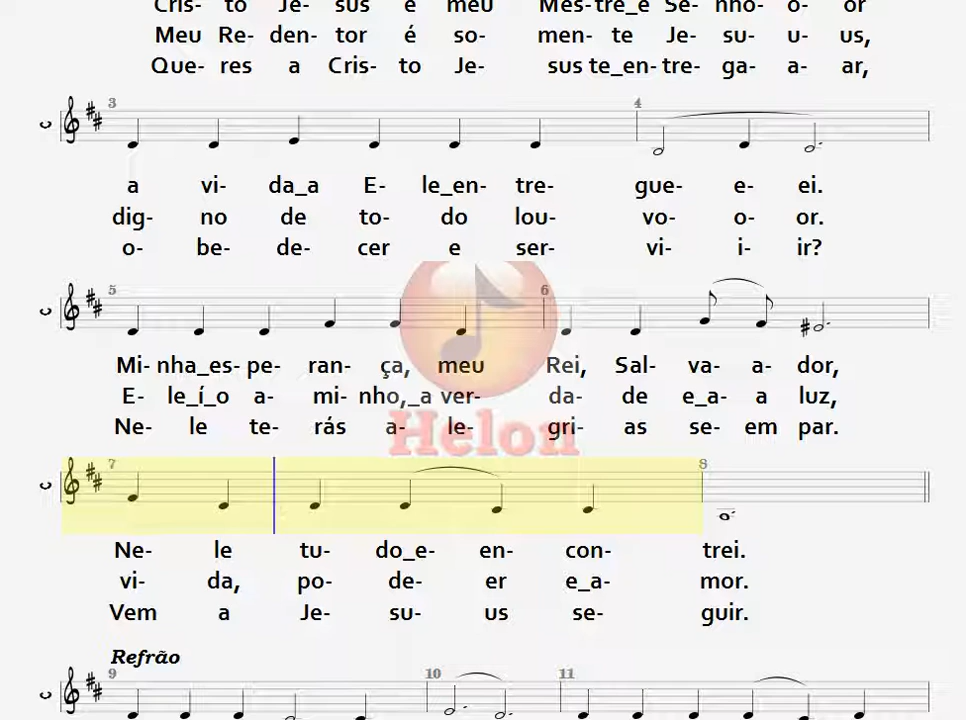 Cris- to Je- sus é meu Mes-tre_e Se- nho- o- or
Meu Re- den- tor é so- men- te Je- su- u- us,
Que- res a Cris- to Je- sus te_en- tre- ga- a- ar,
3 4
a vi- da_a E- le_en- tre- gue- e- ei.
dig- no de to- do lou- vo- o- or.
o- be- de- cer e ser- vi- i- ir?
5 6
Mi- nha_es- pe- ran- ça, meu Rei, Sal- va- a- dor,
E- le_í_o a- mi- nho,_a ver- da- de e_a- a luz,
Ne- le te- rás a- le- gri- as se- em par.
Helon
7 8
Ne- le tu- do_e- en- con- trei.
vi- da, po- de- er e_a- mor.
Vem a Je- su- us se- guir.
Refrão
9 10 11